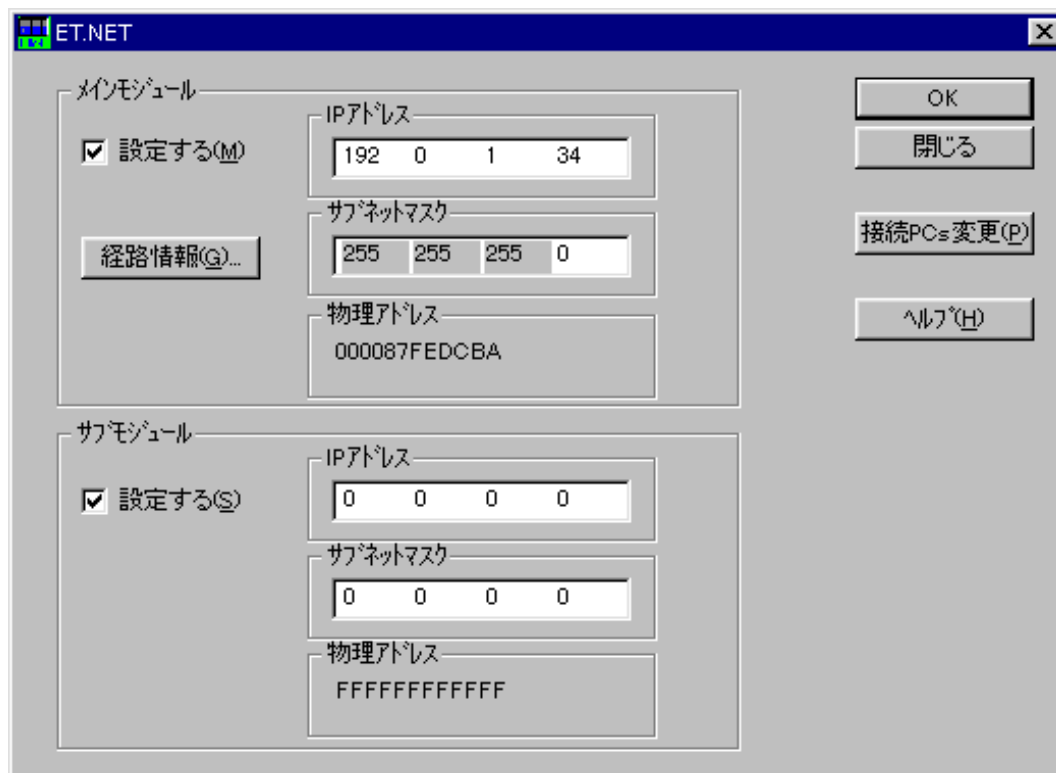 ET.NET
ﾒｲﾝﾓｼﾞｭｰﾙ
設定する(M)
経路情報(G)...
IPｱﾄﾞﾚｽ
192 0 1 34
ｻﾌﾞﾈｯﾄﾏｽｸ
255 255 255 0
物理ｱﾄﾞﾚｽ
000087FEDCBA
ｻﾌﾞﾓｼﾞｭｰﾙ
設定する(S)
IPｱﾄﾞﾚｽ
0 0 0 0
ｻﾌﾞﾈｯﾄﾏｽｸ
0 0 0 0
物理ｱﾄﾞﾚｽ
FFFFFFFFFFFF
OK
閉じる
接続PCs変更(P)
ﾍﾙﾌﾟ(H)